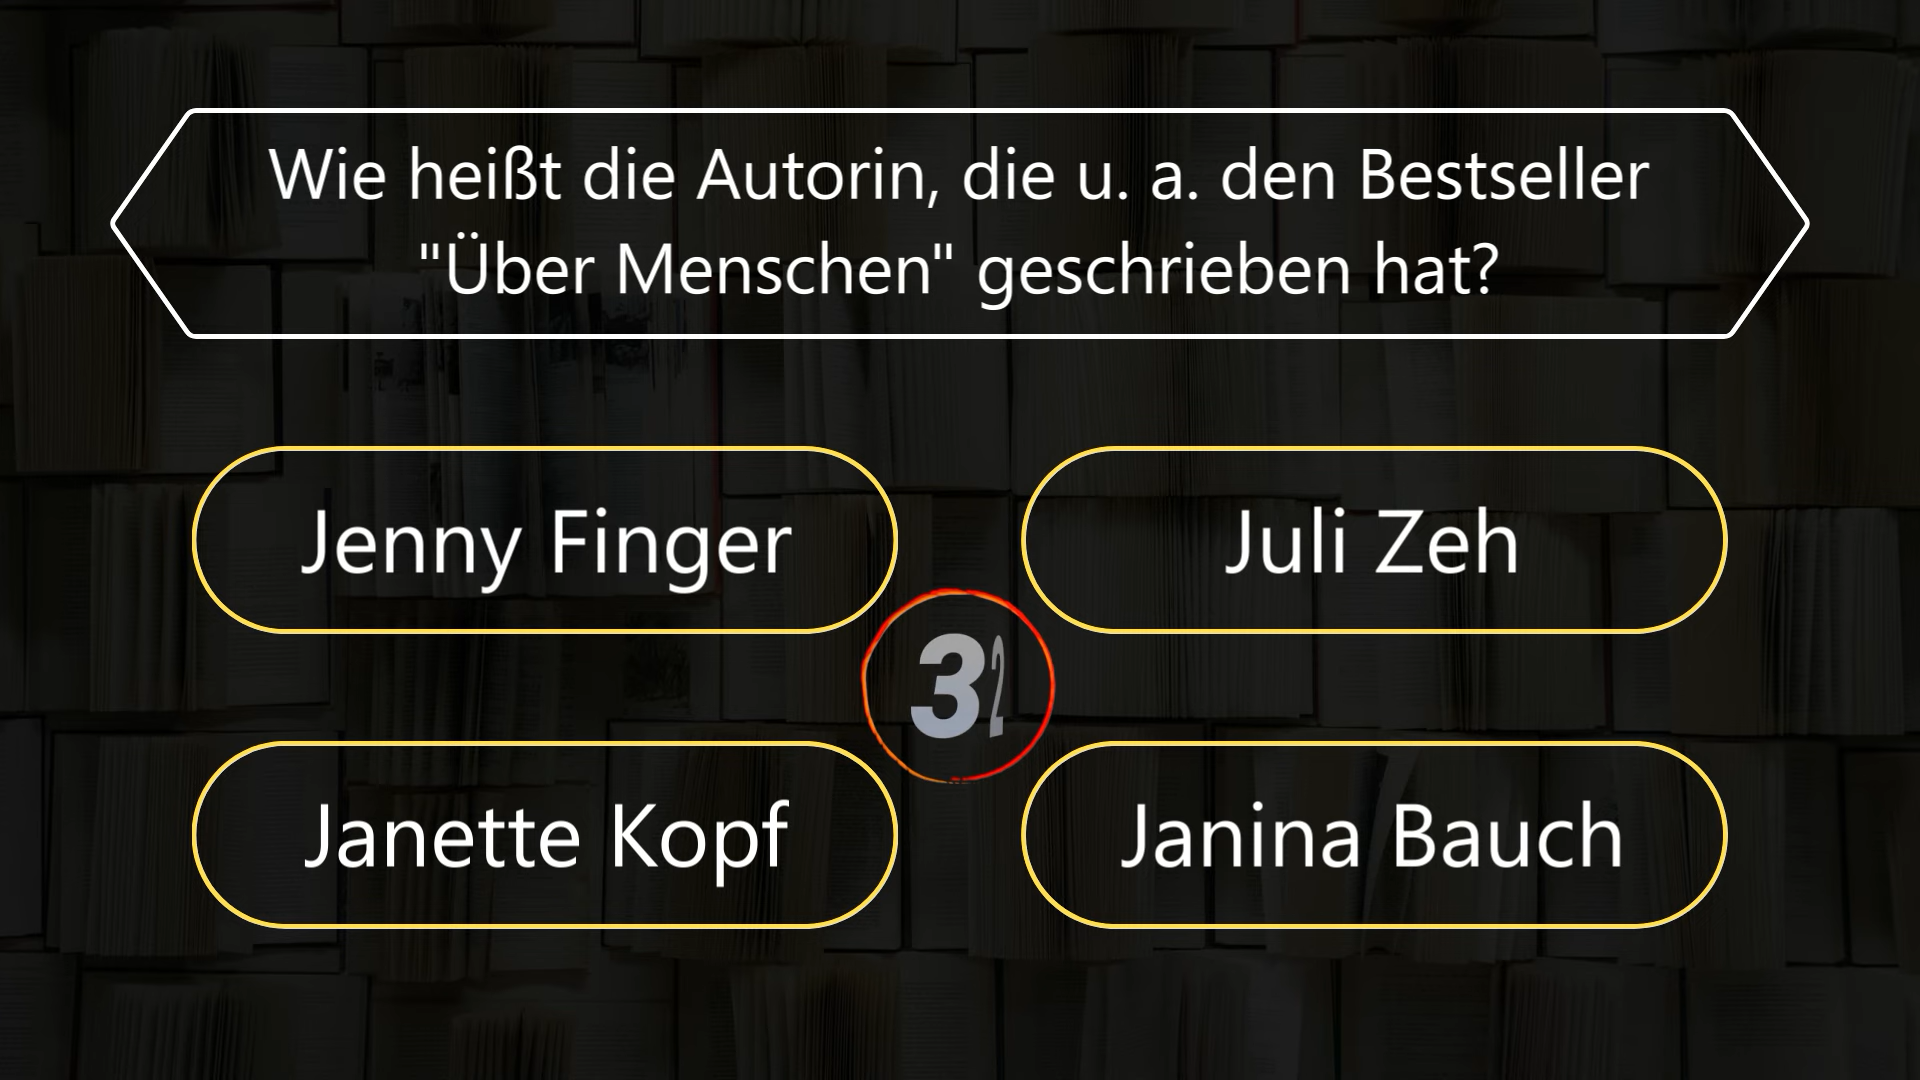 Wie heißt die Autorin, die u. a. den Bestseller
"Über Menschen" geschrieben hat?
Jenny Finger
Juli Zeh
3
2
Janette Kopf
Janina Bauch